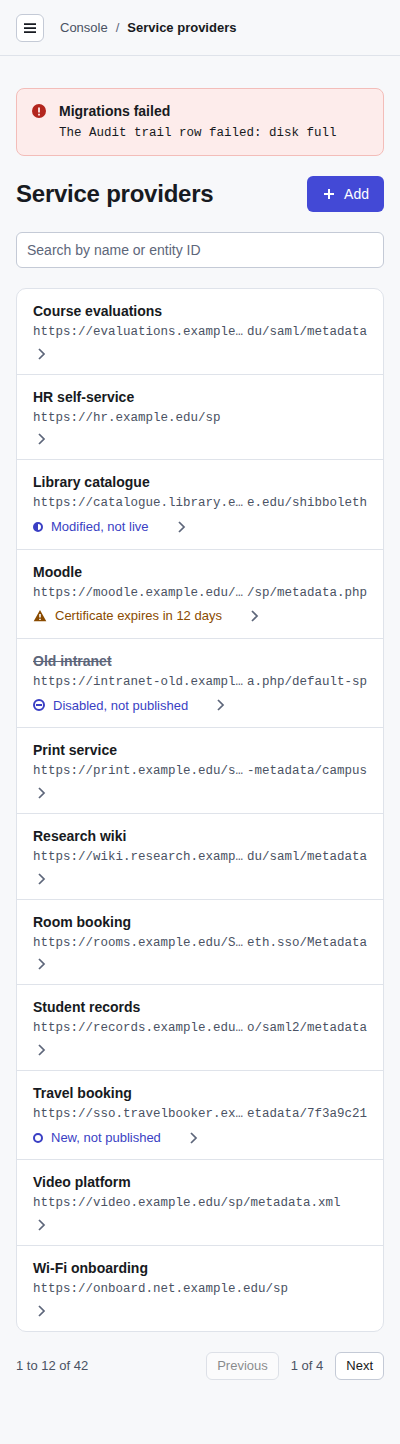 Console / Service providers
Migrations failed
The Audit trail row failed: disk full
Service providers
Add
Search by name or entity ID
Course evaluations
https://evaluations.example… du/saml/metadata
HR self-service
https://hr.example.edu/sp
Library catalogue
https://catalogue.library.e… e.edu/shibboleth
Modified, not live
Moodle
https://moodle.example.edu/… /sp/metadata.php
Certificate expires in 12 days
Old intranet
https://intranet-old.exampl… a.php/default-sp
Disabled, not published
Print service
https://print.example.edu/s… -metadata/campus
Research wiki
https://wiki.research.examp… du/saml/metadata
Room booking
https://rooms.example.edu/S… eth.sso/Metadata
Student records
https://records.example.edu… o/saml2/metadata
Travel booking
https://sso.travelbooker.ex… etadata/7f3a9c21
New, not published
Video platform
https://video.example.edu/sp/metadata.xml
Wi-Fi onboarding
https://onboard.net.example.edu/sp
1 to 12 of 42 Previous 1 of 4 Next